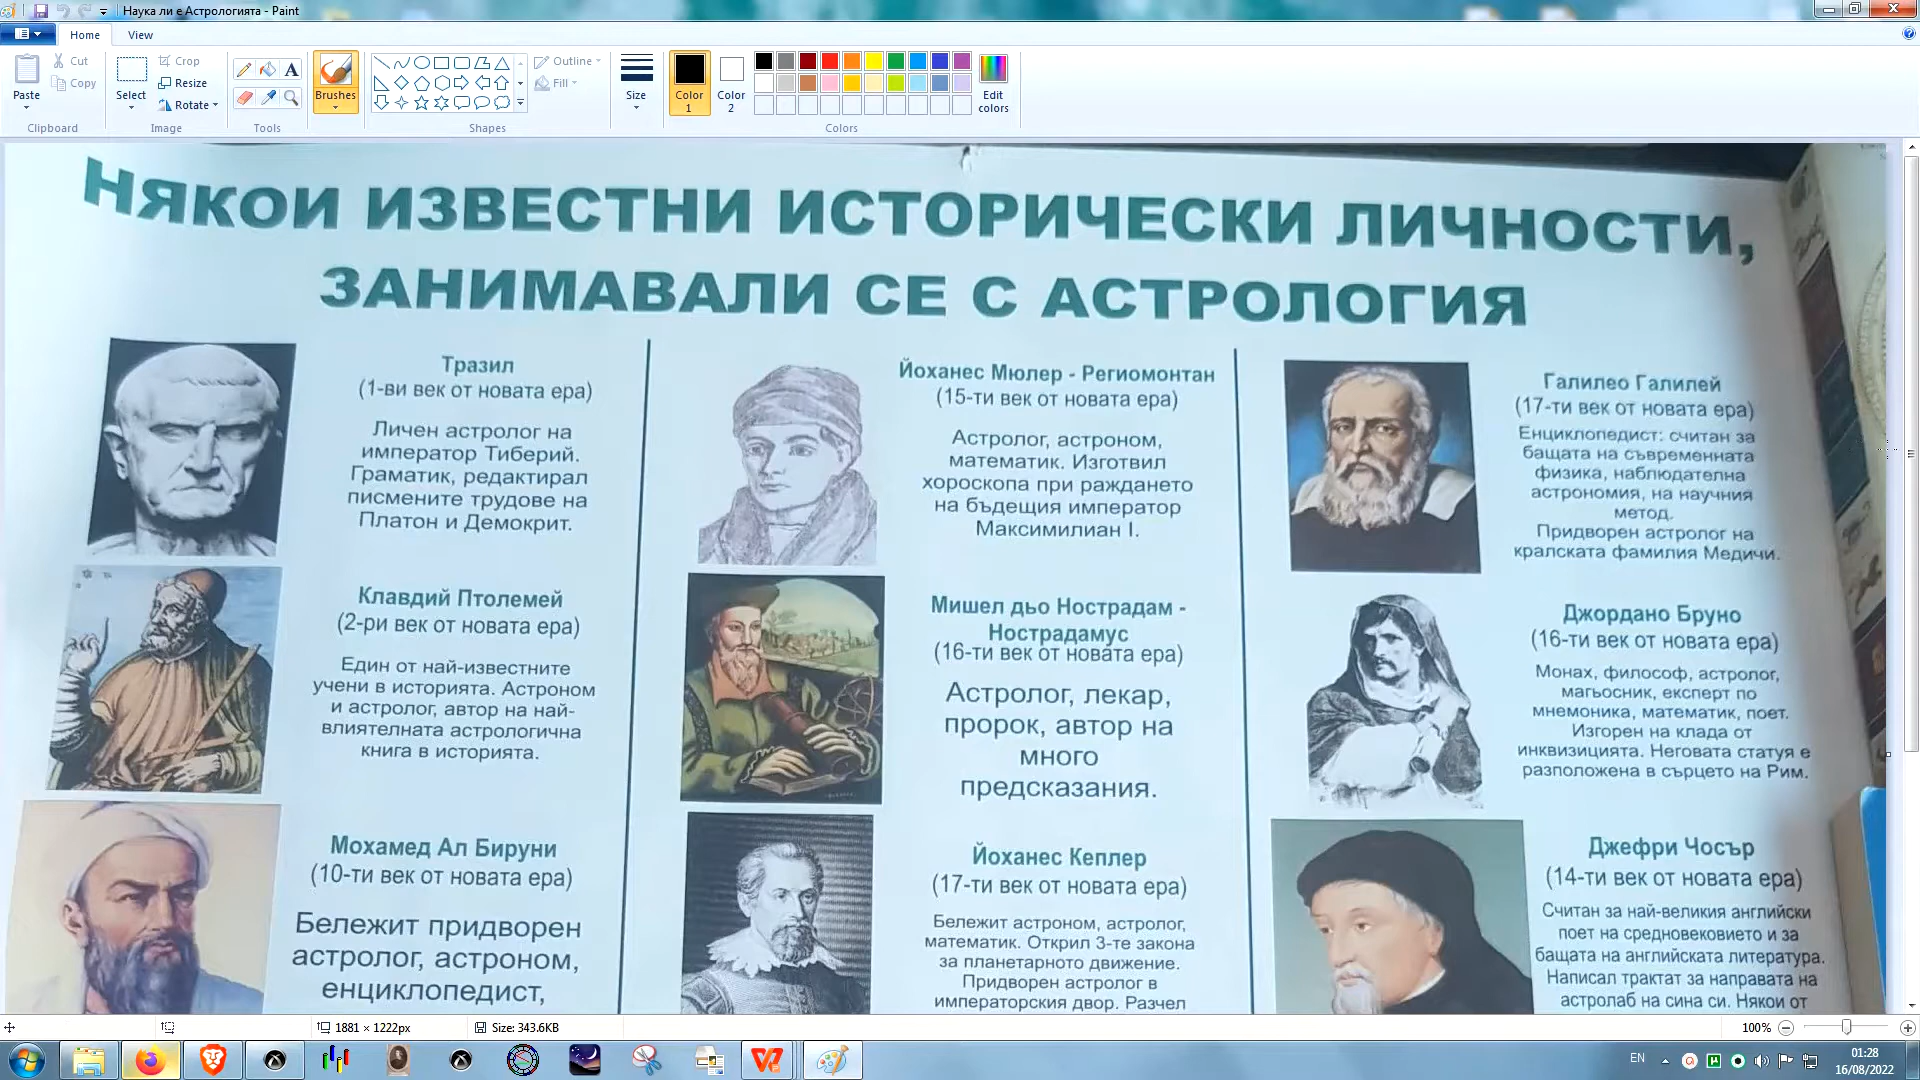 Наука ли е Астрологията - Paint
Home
View
Paste
Cut
Copy
Clipboard
Select
Crop
Resize
Rotate
Image
Tools
Brushes
Shapes
Outline
Fill
Size
Color
1
Color
2
Edit
colors
Colors
НЯКОИ ИЗВЕСТНИ ИСТОРИЧЕСКИ ЛИЧНОСТИ,
ЗАНИМАВАЛИ СЕ С АСТРОЛОГИЯ
Тразил
(1-ви век от новата ера)
Личен астролог на
император Тиберий.
Граматик, редактирал
писмените трудове на
Платон и Демокрит.
Клавдий Птолемей
(2-ри век от новата ера)
Един от най-известните
учени в историята. Астроном
и астролог, автор на най-
влиятелната астрологична
книга в историята.
Мохамед Ал Бируни
(10-ти век от новата ера)
Бележит придворен
астролог, астроном,
енциклопедист,
Йоханес Мюлер - Региомонтан
(15-ти век от новата ера)
Астролог, астроном,
математик. Изготвил
хороскопа при раждането
на бъдещия император
Максимилиан I.
Мишел дьо Нострадам -
Нострадамус
(16-ти век от новата ера)
Астролог, лекар,
пророк, автор на
много
предсказания.
Йоханес Кеплер
(17-ти век от новата ера)
Бележит астроном, астролог,
математик. Открил 3-те закона
за планетарното движение.
Придворен астролог в
императорския двор. Разчел
Галилео Галилей
(17-ти век от новата ера)
Енциклопедист: считан за
бащата на съвременната
физика, наблюдателна
астрономия, на научния
метод.
Придворен астролог на
кралската фамилия Медичи.
Джордано Бруно
(16-ти век от новата ера)
Монах, философ, астролог,
магьосник, експерт по
мнемоника, математик, поет.
Изгорен на клада от
инквизицията. Неговата статуя е
разположена в сърцето на Рим.
Джефри Чосър
(14-ти век от новата ера)
Считан за най-великия английски
поет на средновековието и за
бащата на английската литература.
Написал трактат за направата на
астролаб на сина си. Някои от
1881 × 1222px
Size: 343.6KB
100%
EN
01:28
16/08/2022